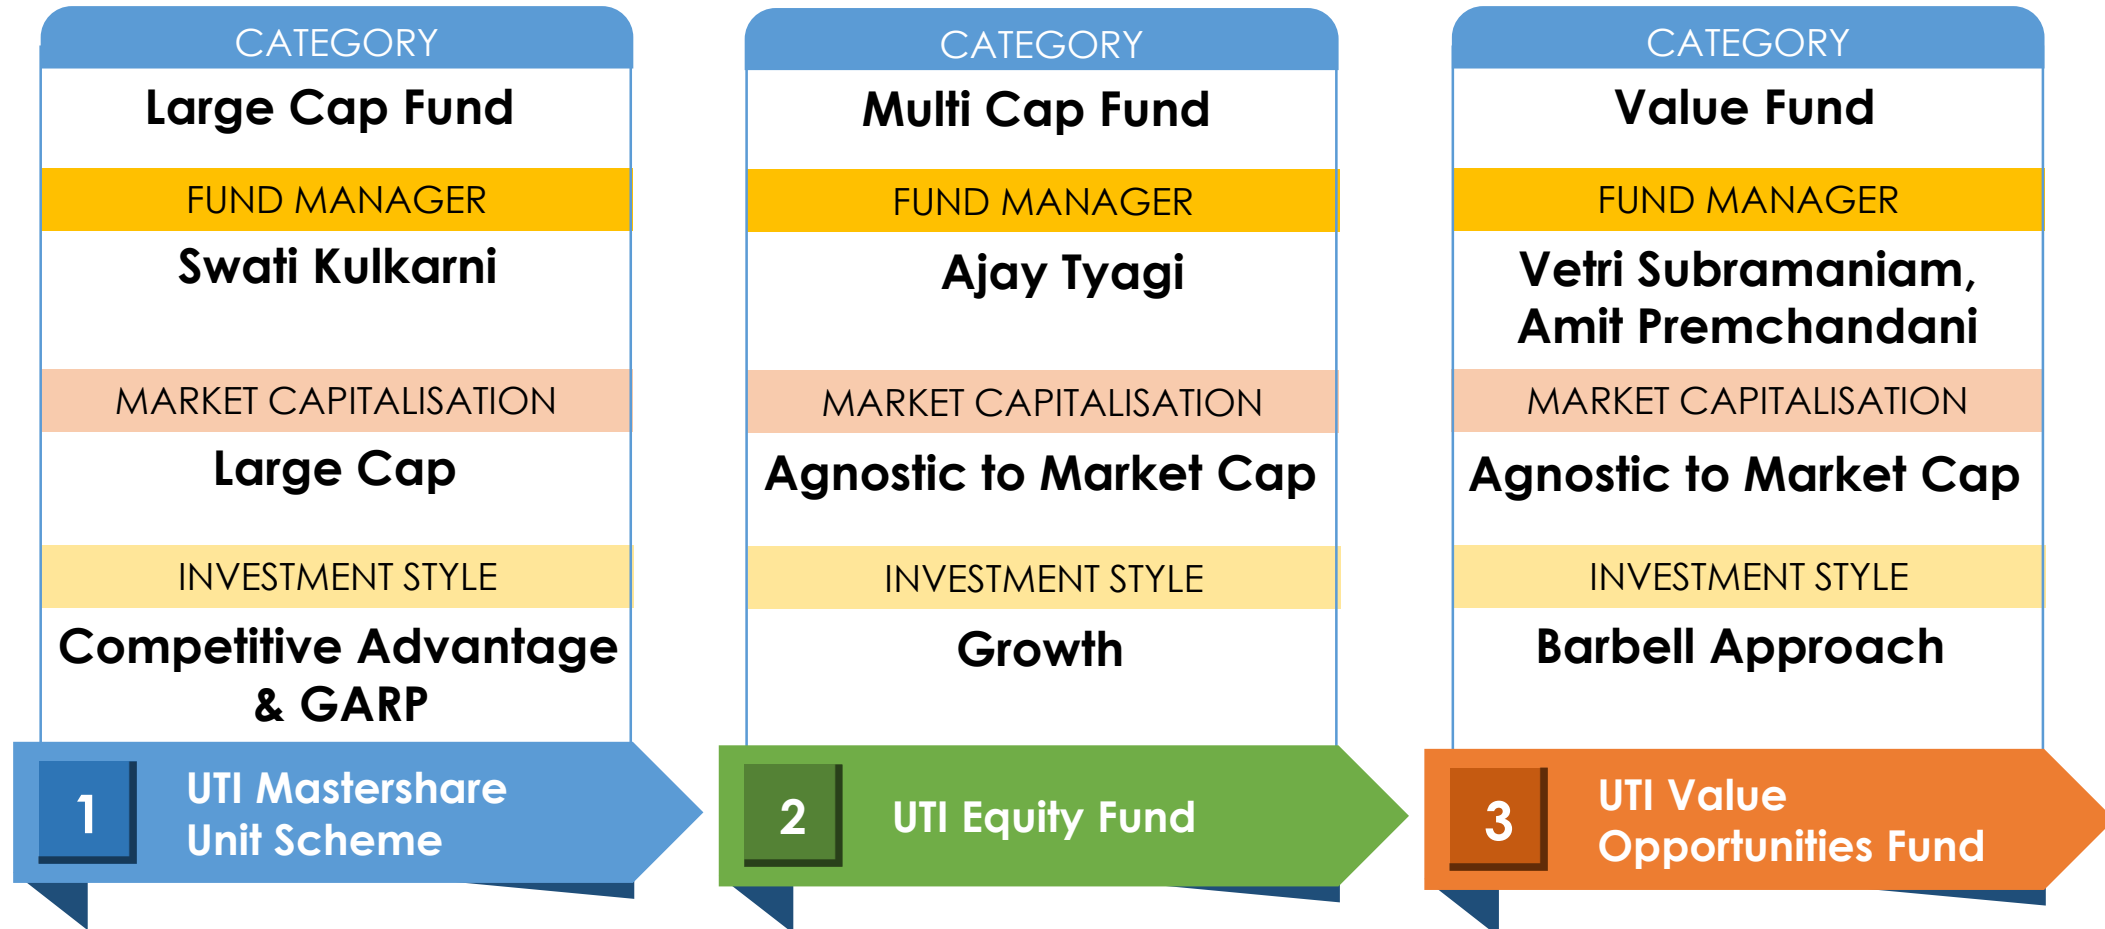 CATEGORY
Large Cap Fund
FUND MANAGER
Swati Kulkarni
MARKET CAPITALISATION
Large Cap
INVESTMENT STYLE
Competitive Advantage
& GARP
1
UTI Mastershare
Unit Scheme
CATEGORY
Multi Cap Fund
FUND MANAGER
Ajay Tyagi
MARKET CAPITALISATION
Agnostic to Market Cap
INVESTMENT STYLE
Growth
2
UTI Equity Fund
CATEGORY
Value Fund
FUND MANAGER
Vetri Subramaniam,
Amit Premchandani
MARKET CAPITALISATION
Agnostic to Market Cap
INVESTMENT STYLE
Barbell Approach
3
UTI Value
Opportunities Fund